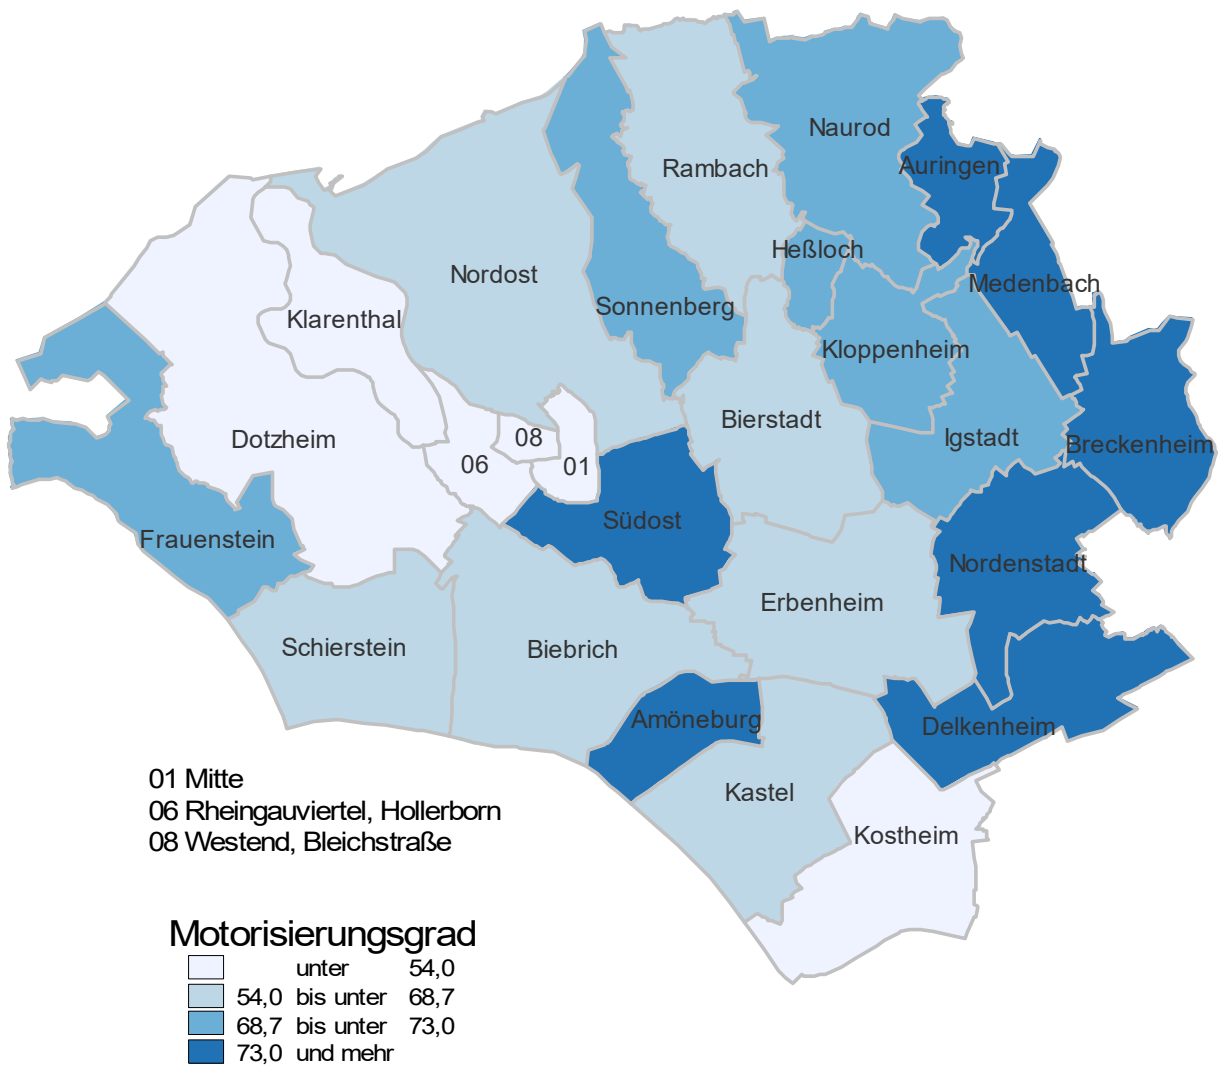 Naurod
Auringen
Rambach
Heßloch
Nordost
Medenbach
Sonnenberg
Klarenthal
Kloppenheim
Bierstadt
Dotzheim
08
Igstadt
Breckenheim
06
01
Südost
Frauenstein
Nordenstadt
Erbenheim
Schierstein
Biebrich
Amöneburg
Delkenheim
Kastel
Kostheim
01 Mitte
06 Rheingauviertel, Hollerborn
08 Westend, Bleichstraße
Motorisierungsgrad
unter 54,0
54,0 bis unter 68,7
68,7 bis unter 73,0
73,0 und mehr